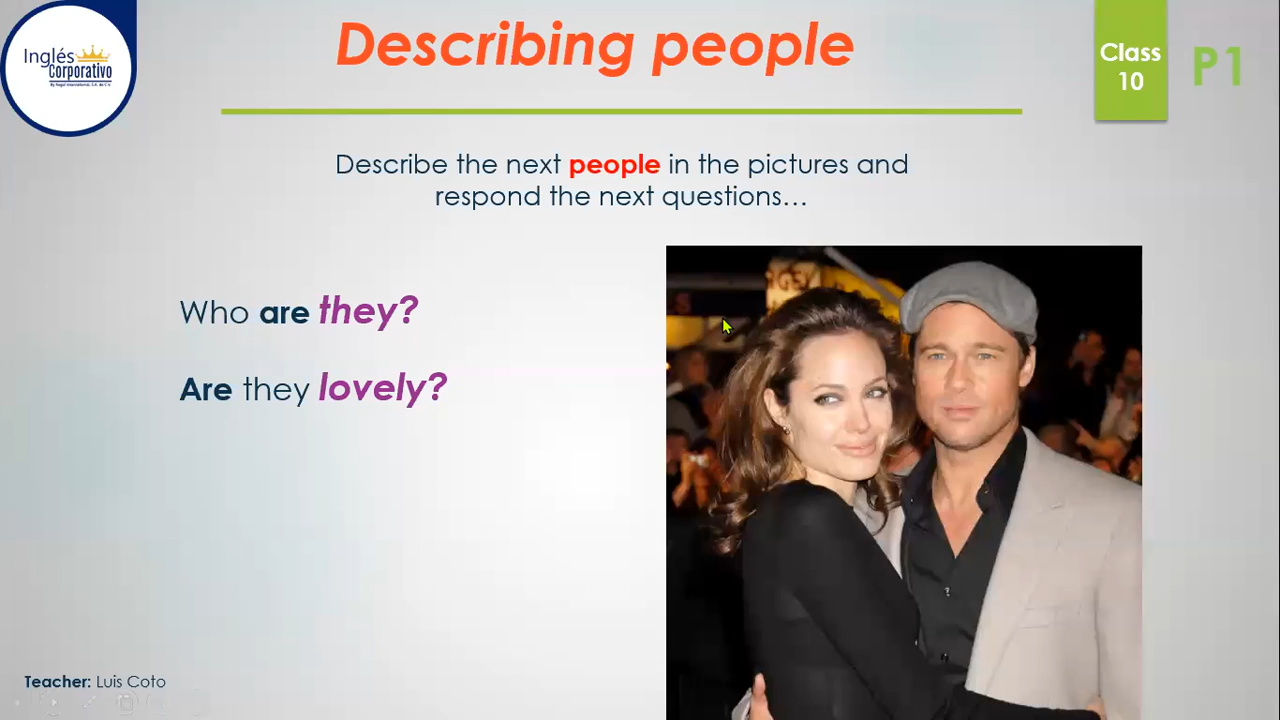 Inglés
Corporativo
Describing people
Class
10
P1
Describe the next people in the pictures and
respond the next questions…
Who are they?
Are they lovely?
Teacher: Luis Coto